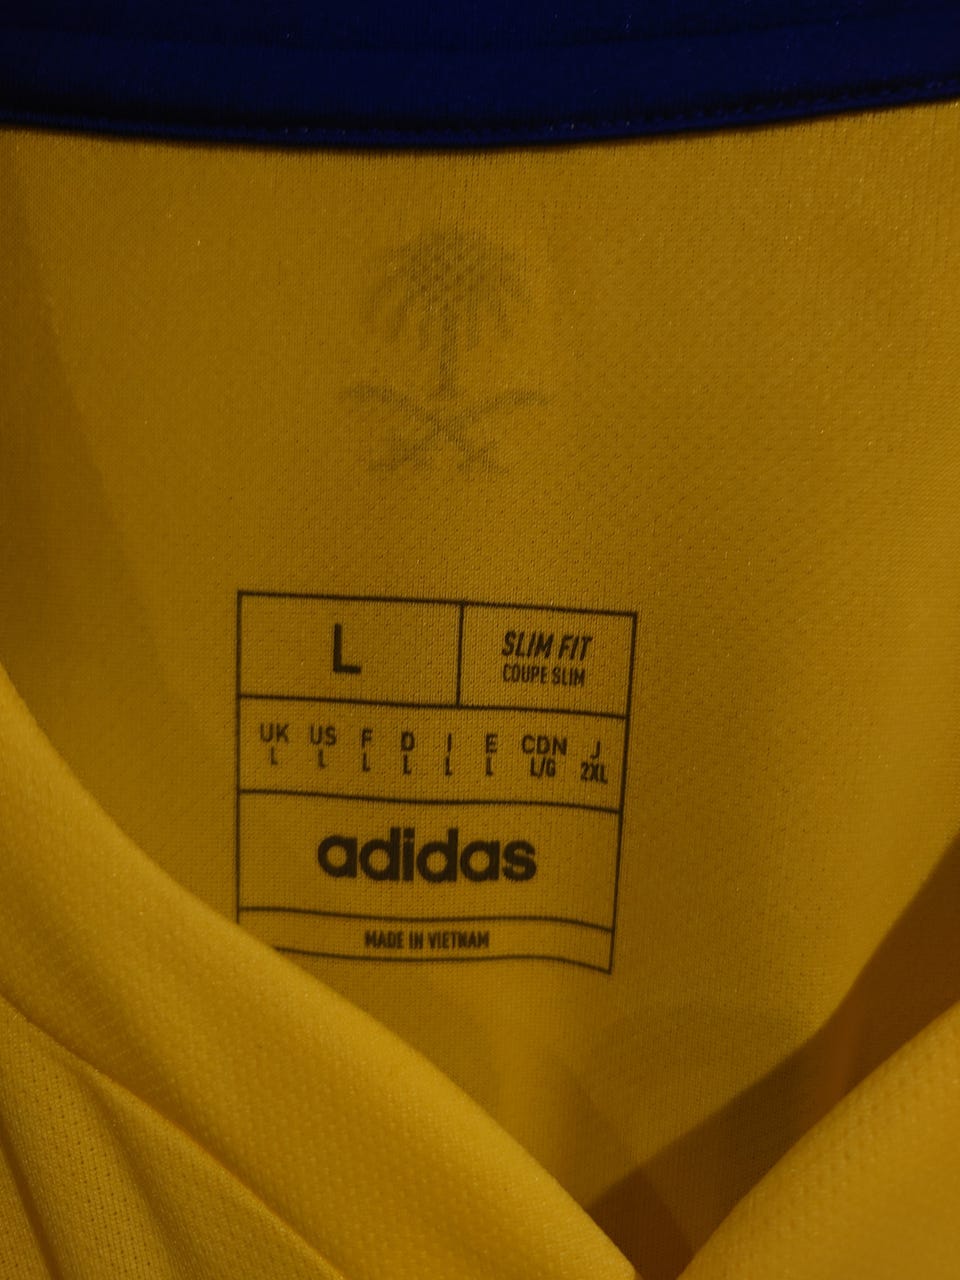 L
SLIM FIT
COUPE SLIM
UK US F D I E CDN J
L L L L L L L/G 2XL
adidas
MADE IN VIETNAM